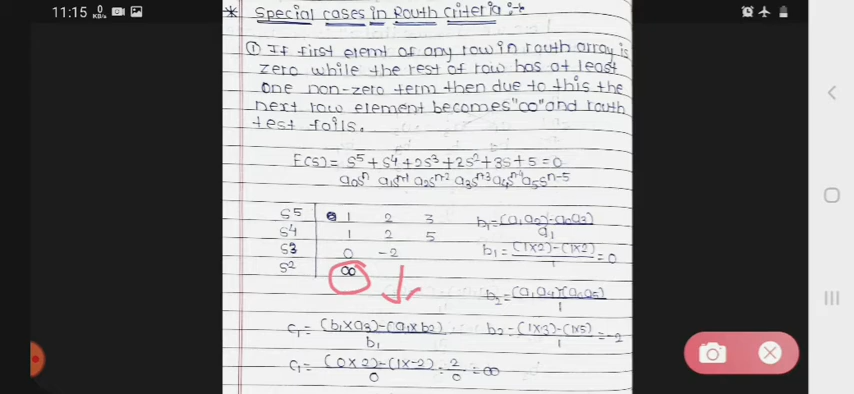 11:15
0 KB/s
* Special cases in Routh Criteria :-
① If first elemt of any row in routh array is
zero while the rest of row has at least
one non-zero term then due to this the
next row element becomes "∞" and routh
test fails.
F(s) = s⁵ + s⁴ + 2s³ + 2s² + 3s + 5 = 0
a₀sⁿ a₁sⁿ⁻¹ a₂sⁿ⁻² a₃sⁿ⁻³ a₄sⁿ⁻⁴ a₅sⁿ⁻⁵
s⁵ 1 2 3 b₁ = (a₁a₂) - a₀a₃) / a₁
s⁴ 1 2 5
s³ 0 -2 b₁ = (1×2) - (1×2) / 1 = 0
s² ∞
b₂ = (a₁a₄) - (a₀a₅) / 1
c₁ = (b₁×a₃) - (a₁×b₂) / b₁ b₂ = (1×3) - (1×5) / 1 = -2
c₁ = (0×2) - (1×-2) / 0 = 2 / 0 = ∞